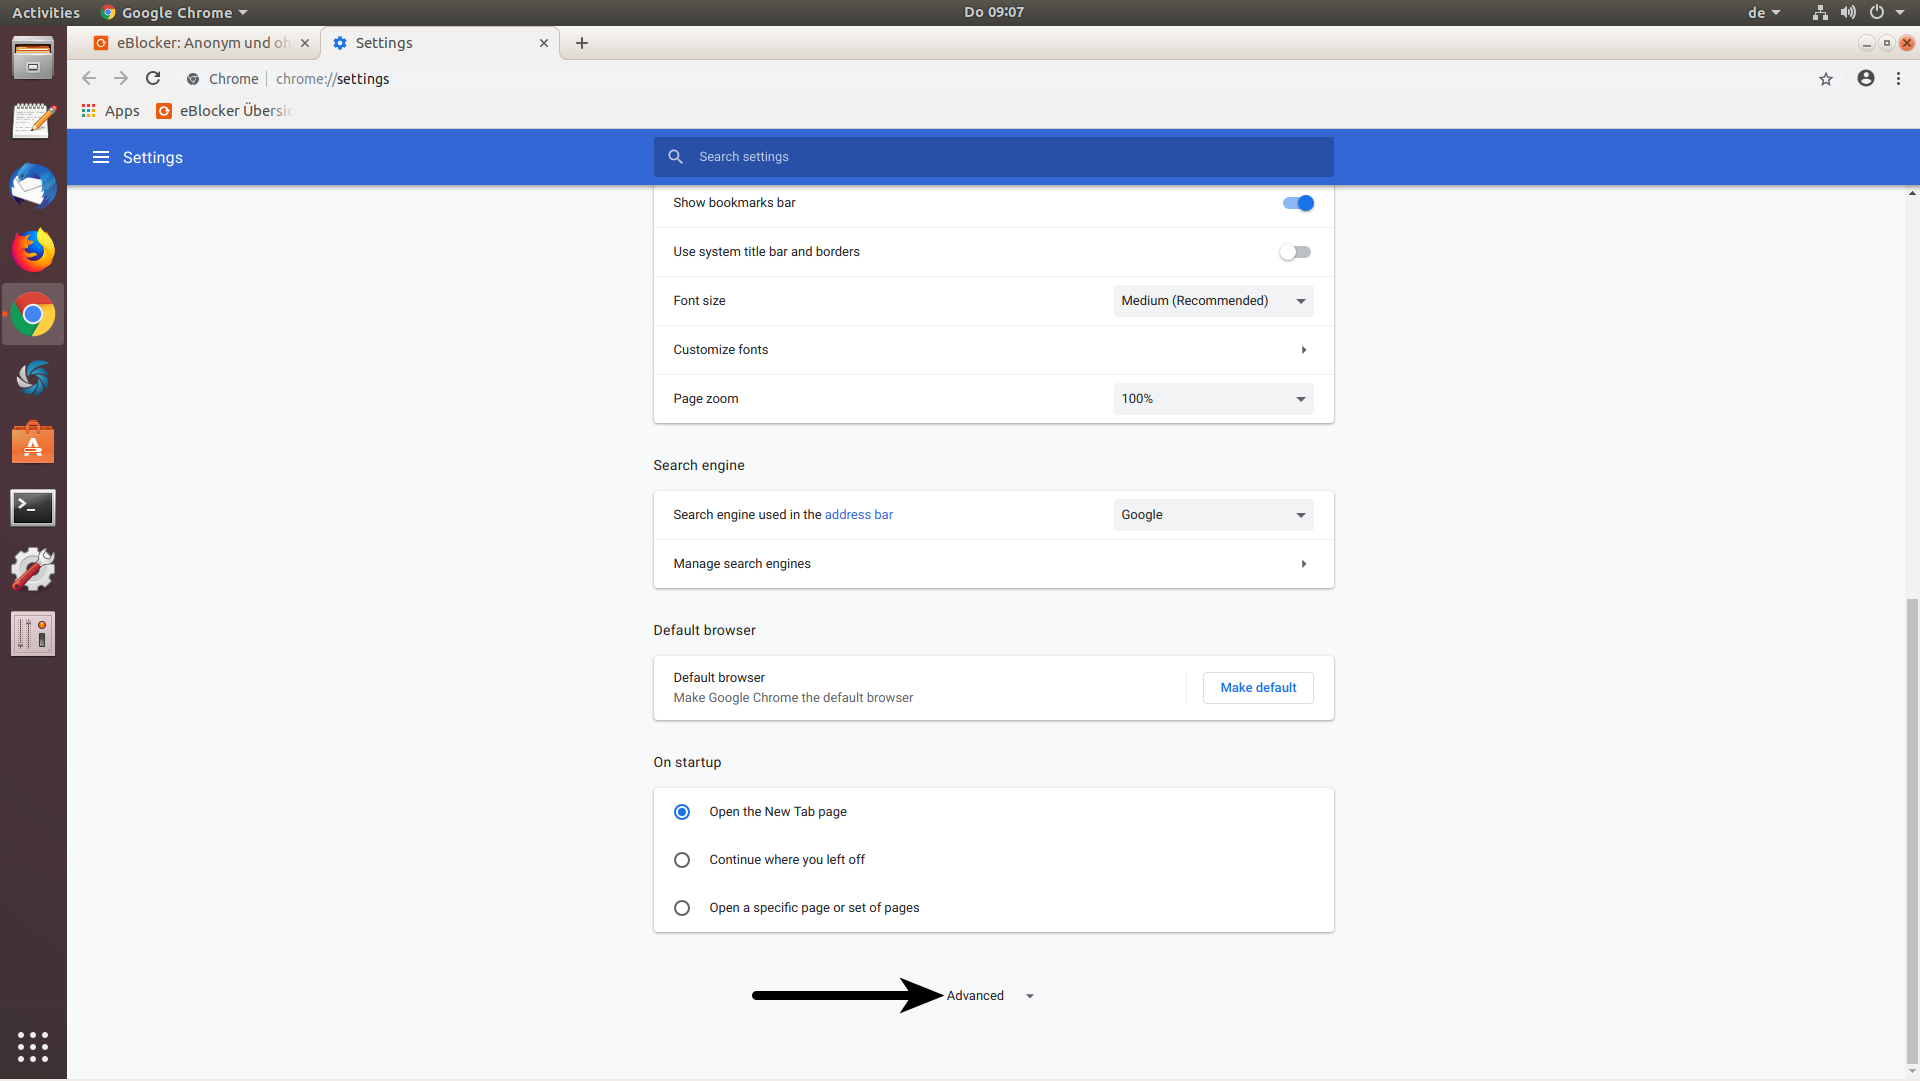 Activities
Google Chrome
Do 09:07
de
eBlocker: Anonym und oh
Settings
Chrome
chrome://settings
Apps
eBlocker Übersic
Settings
Search settings
Show bookmarks bar
Use system title bar and borders
Font size
Medium (Recommended)
Customize fonts
Page zoom
100%
Search engine
Search engine used in the address bar
Google
Manage search engines
Default browser
Default browser
Make Google Chrome the default browser
Make default
On startup
Open the New Tab page
Continue where you left off
Open a specific page or set of pages
Advanced